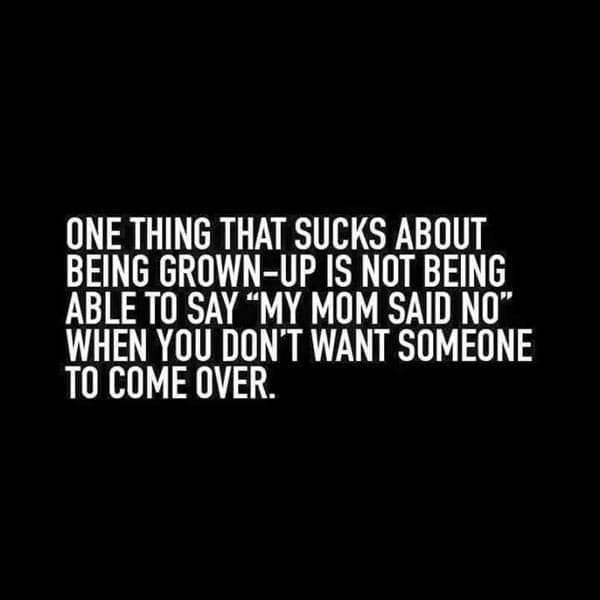 ONE THING THAT SUCKS ABOUT
BEING GROWN-UP IS NOT BEING
ABLE TO SAY “MY MOM SAID NO”
WHEN YOU DON'T WANT SOMEONE
TO COME OVER.